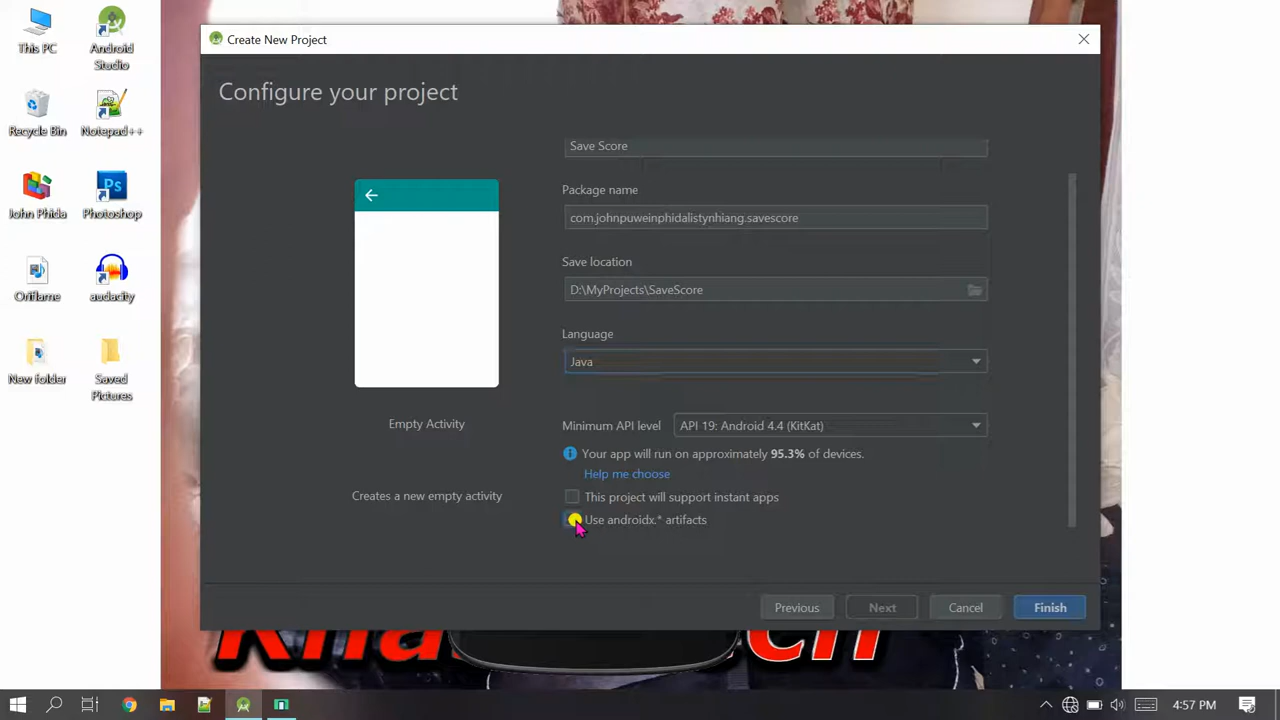 This PC
Android
Studio
Recycle Bin
Notepad++
John Phida
Photoshop
Oriflame
audacity
New folder
Saved
Pictures
Create New Project
Configure your project
Save Score
Package name
com.johnpuweinphidalistynhiang.savescore
Save location
D:\MyProjects\SaveScore
Language
Java
Empty Activity
Minimum API level
API 19: Android 4.4 (KitKat)
Your app will run on approximately 95.3% of devices.
Help me choose
Creates a new empty activity
This project will support instant apps
Use androidx.* artifacts
Previous
Next
Cancel
Finish
4:57 PM